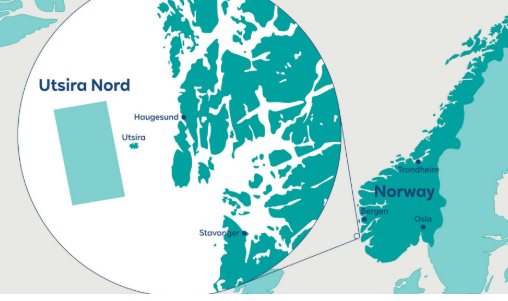 Utsira Nord
Haugesund
Utsira
Stavanger
Trondheim
Norway
Bergen
Oslo